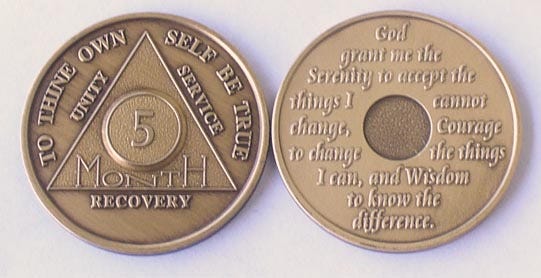 TO THINE OWN SELF BE TRUE
UNITY
SERVICE
5
MONTH
RECOVERY
God
grant me the
Serenity to accept the
things I cannot
change, Courage
to change the things
I can, and Wisdom
to know the
difference.